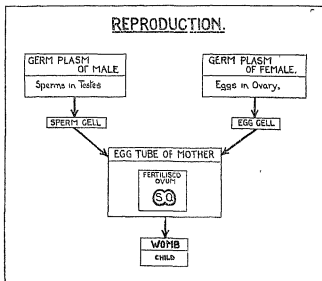 REPRODUCTION.
GERM PLASM
OF MALE
Sperms in Testes
GERM PLASM
OF FEMALE.
Eggs in Ovary.
SPERM CELL
EGG CELL
EGG TUBE OF MOTHER
FERTILISED
OVUM
S O
WOMB
CHILD